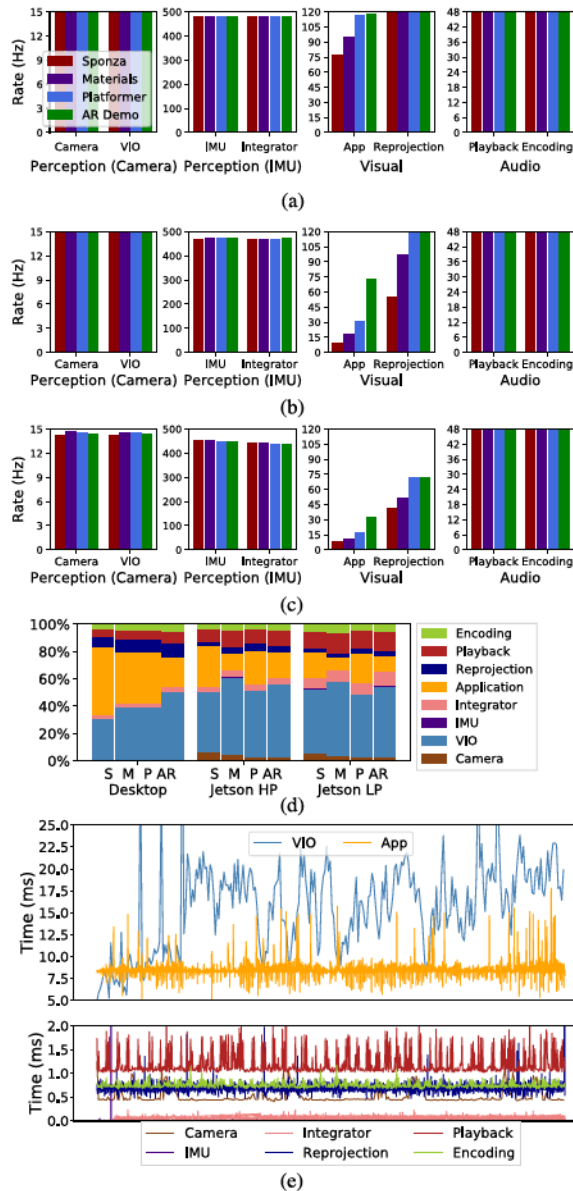 15 12 9 6 3 0
Rate (Hz)
Sponza
Materials
Platformer
AR Demo
Camera VIO
Perception (Camera)
500 400 300 200 100 0
IMU Integrator
Perception (IMU)
120 105 90 75 60 45 30 15 0
App Reprojection
Visual
48 42 36 30 24 18 12 6 0
Playback Encoding
Audio
(a)
15 12 9 6 3 0
Rate (Hz)
Camera VIO
Perception (Camera)
500 400 300 200 100 0
IMU Integrator
Perception (IMU)
120 105 90 75 60 45 30 15 0
App Reprojection
Visual
48 42 36 30 24 18 12 6 0
Playback Encoding
Audio
(b)
15 12 9 6 3 0
Rate (Hz)
Camera VIO
Perception (Camera)
500 400 300 200 100 0
IMU Integrator
Perception (IMU)
120 105 90 75 60 45 30 15 0
App Reprojection
Visual
48 42 36 30 24 18 12 6 0
Playback Encoding
Audio
(c)
100%
80%
60%
40%
20%
0%
S M P AR S M P AR S M P AR
Desktop Jetson HP Jetson LP
Encoding
Playback
Reprojection
Application
Integrator
IMU
VIO
Camera
(d)
25.0
22.5
20.0
17.5
15.0
12.5
10.0
7.5
5.0
Time (ms)
VIO App
2.0
1.5
1.0
0.5
0.0
Time (ms)
Camera Integrator Playback
IMU Reprojection Encoding
(e)